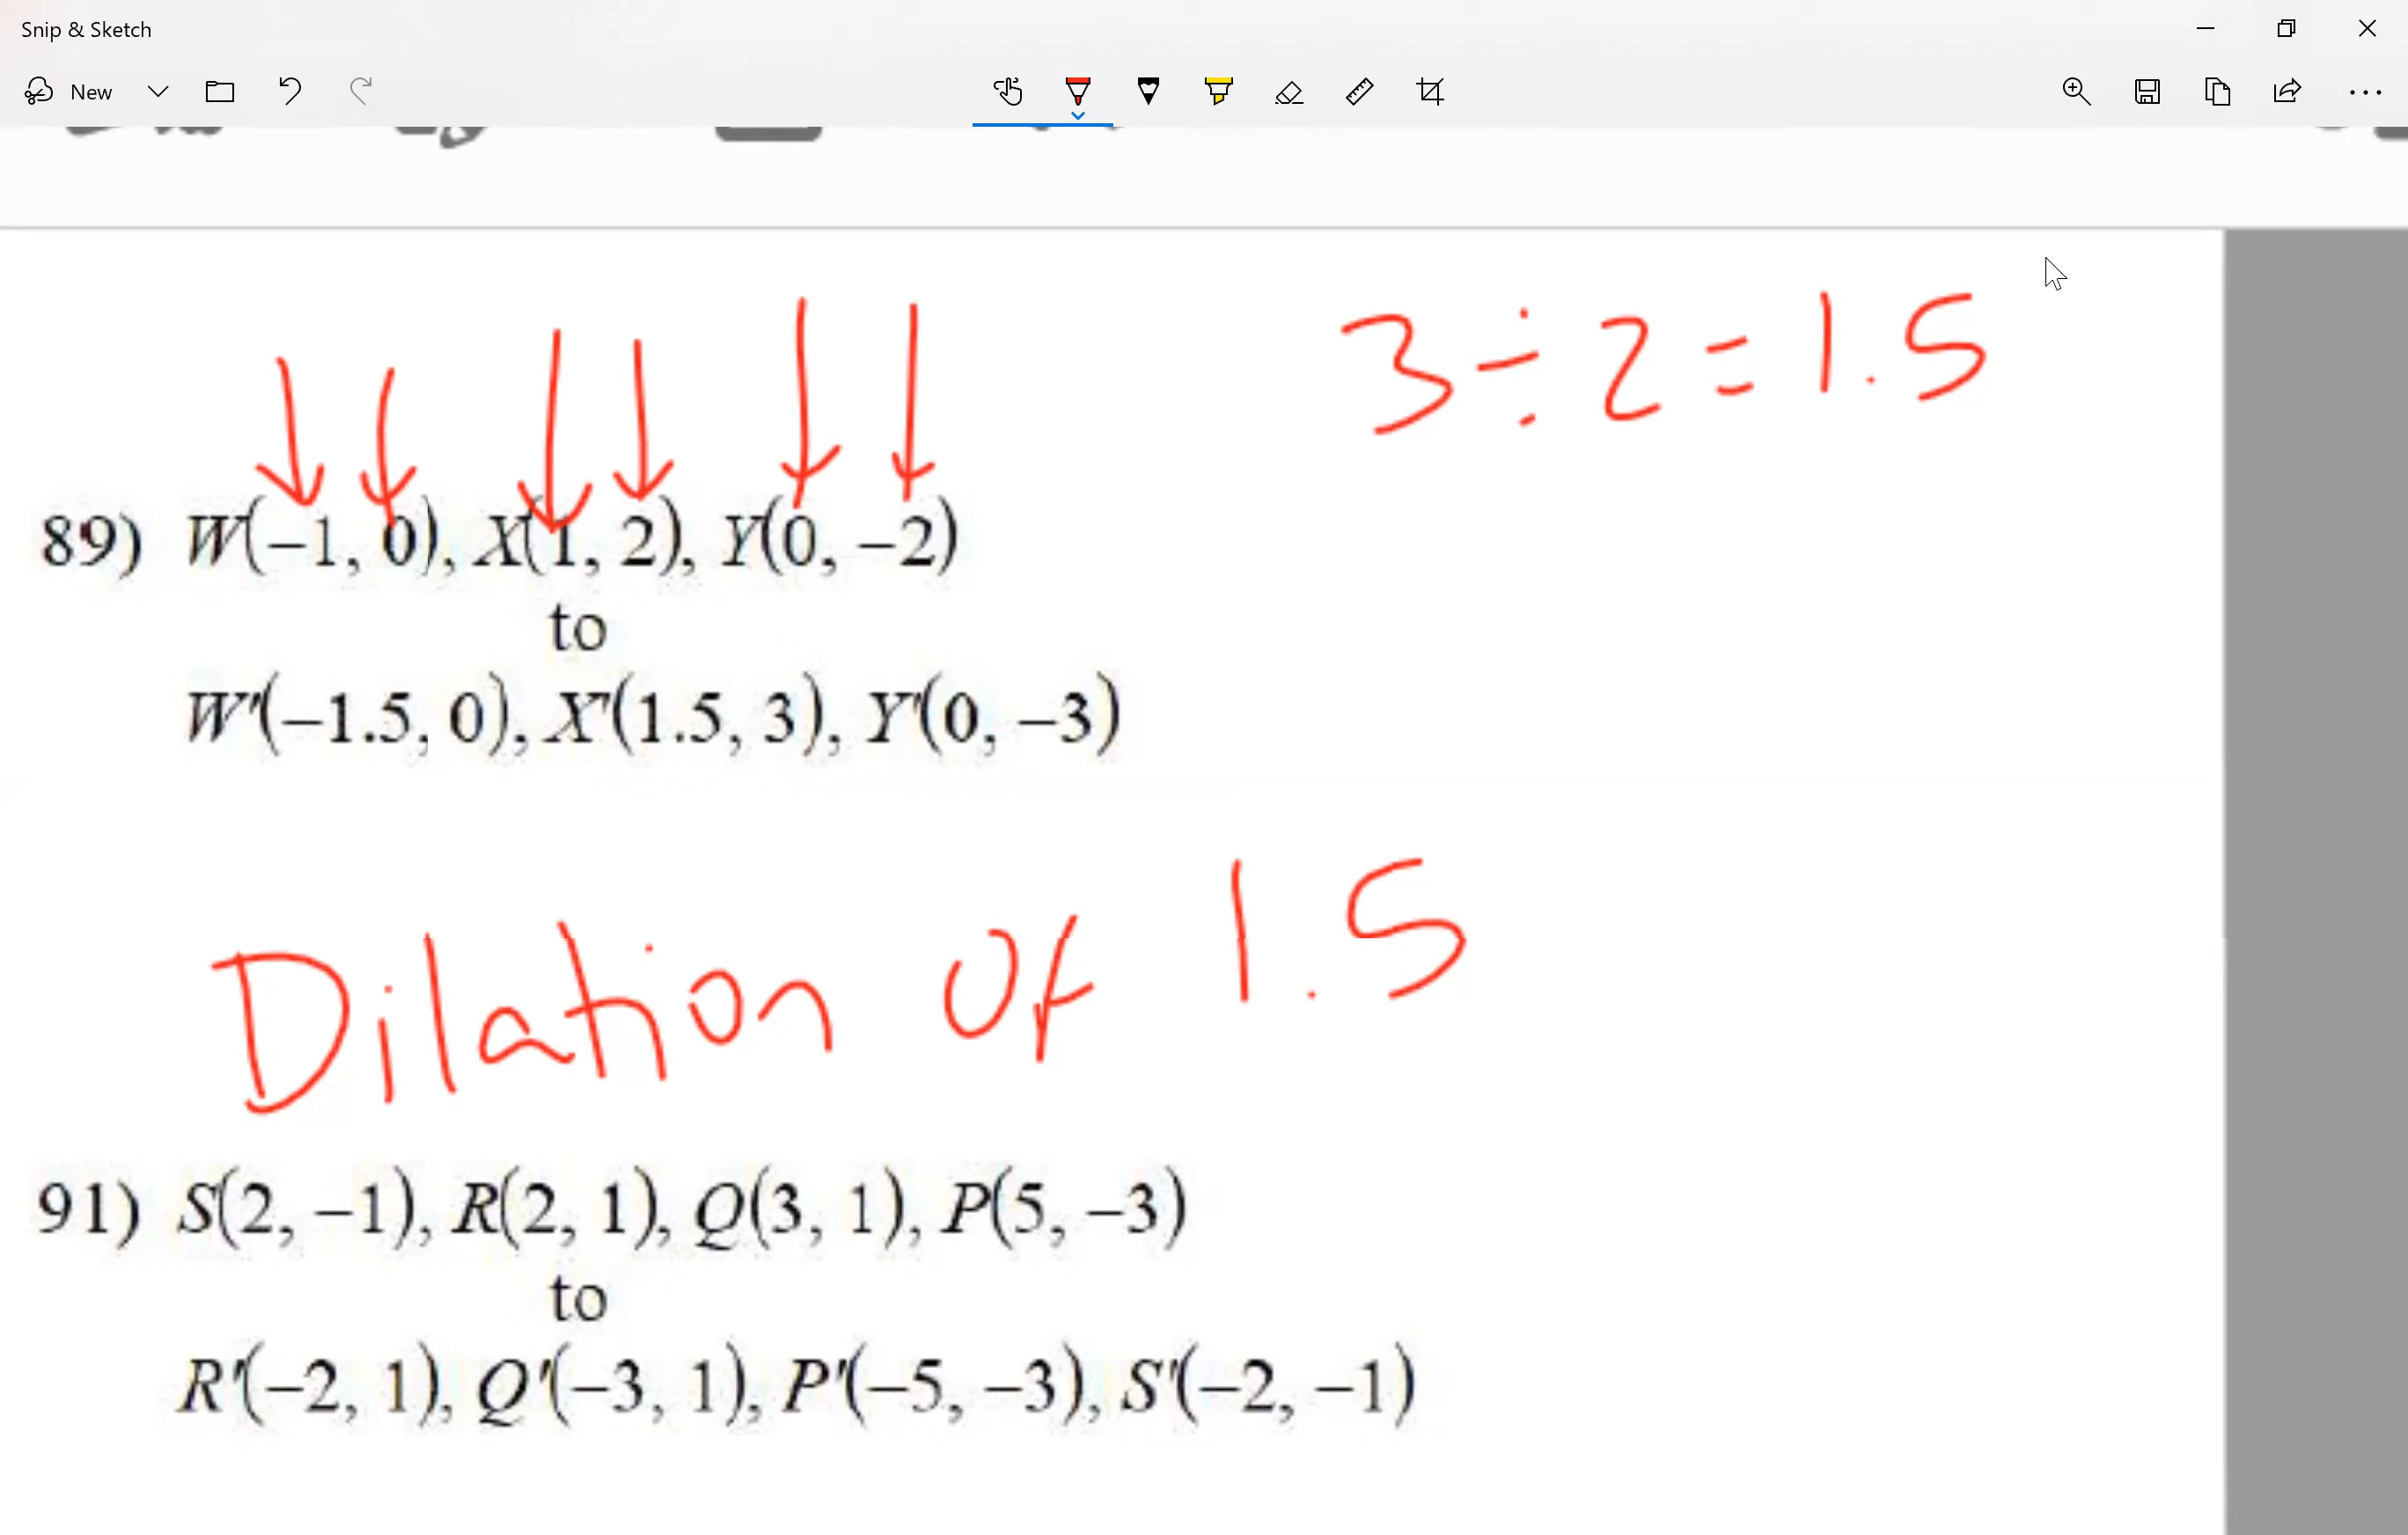 Snip & Sketch
New
3 ÷ 2 = 1.5
89) W(−1, 0), X(1, 2), Y(0, −2)
to
W'(−1.5, 0), X'(1.5, 3), Y'(0, −3)
Dilation of 1.5
91) S(2, −1), R(2, 1), Q(3, 1), P(5, −3)
to
R'(−2, 1), Q'(−3, 1), P'(−5, −3), S'(−2, −1)